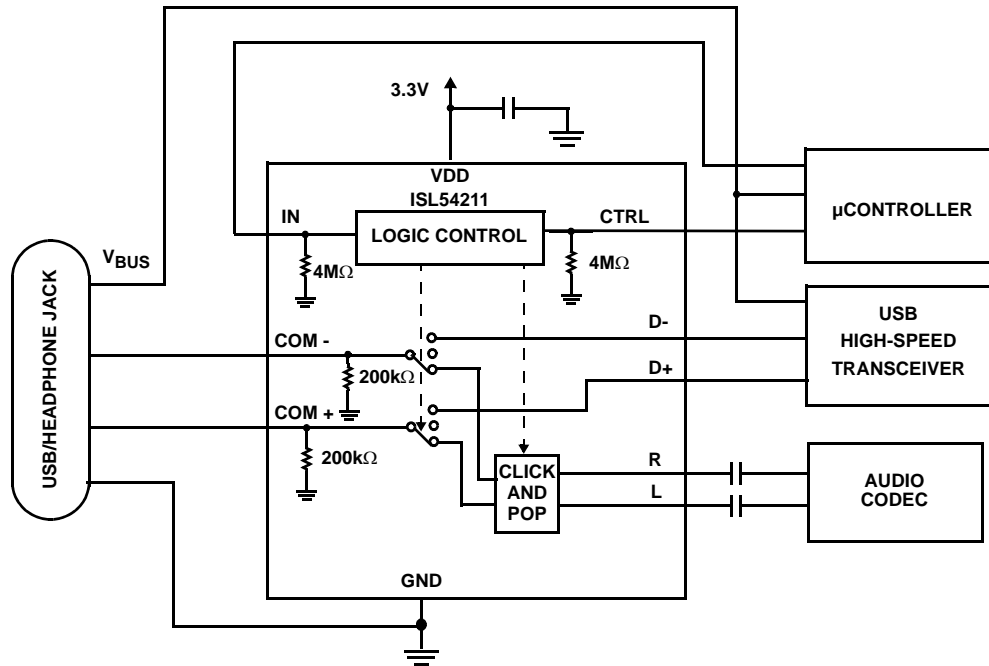 3.3V
VDD
ISL54211
IN
LOGIC CONTROL
CTRL
4MΩ
4MΩ
µCONTROLLER
VBUS
USB/HEADPHONE JACK
COM -
200kΩ
COM +
200kΩ
D-
D+
USB
HIGH-SPEED
TRANSCEIVER
CLICK
AND
POP
R
L
AUDIO
CODEC
GND